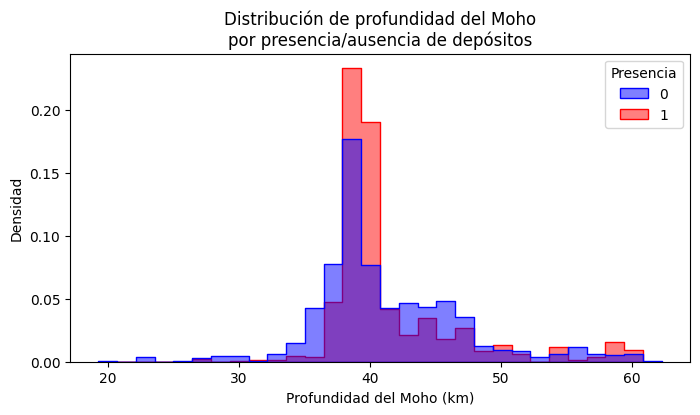 Distribución de profundidad del Moho
por presencia/ausencia de depósitos
Presencia
0
1
0.20
0.15
0.10
0.05
0.00
Densidad
20 30 40 50 60
Profundidad del Moho (km)